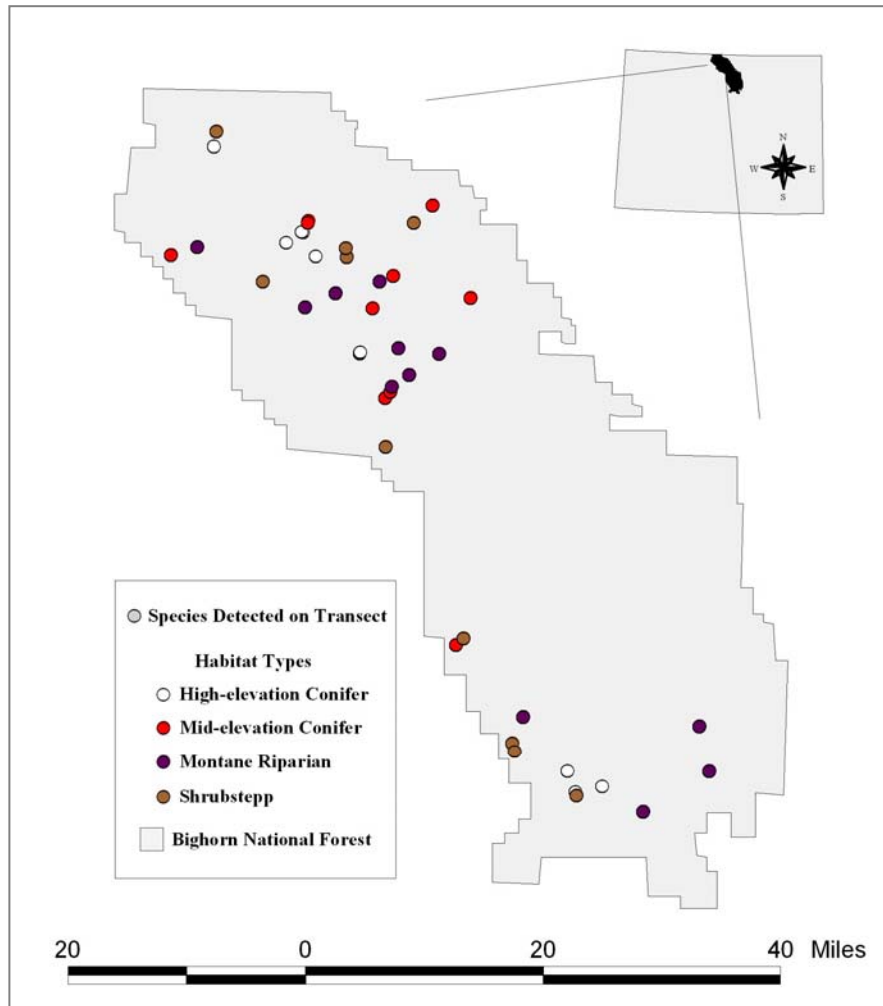 N
W E
S
Species Detected on Transect
Habitat Types
High-elevation Conifer
Mid-elevation Conifer
Montane Riparian
Shrubstepp
Bighorn National Forest
20 0 20 40 Miles